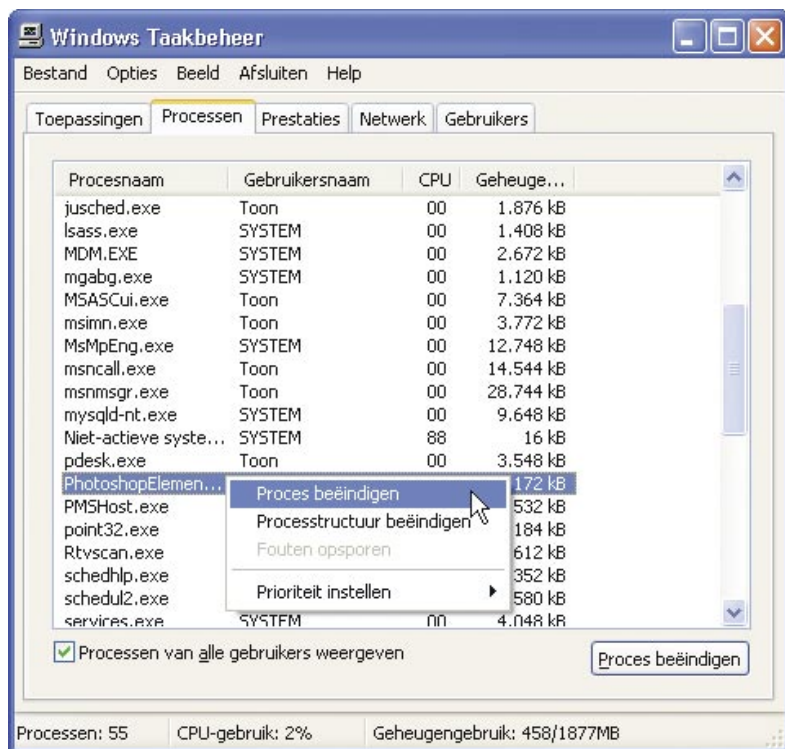 Windows Taakbeheer
Bestand Opties Beeld Afsluiten Help
Toepassingen Processen Prestaties Netwerk Gebruikers
Procesnaam Gebruikersnaam CPU Geheuge...
jusched.exe Toon 00 1.876 kB
lsass.exe SYSTEM 00 1.408 kB
MDM.EXE SYSTEM 00 2.672 kB
mgabg.exe SYSTEM 00 1.120 kB
MSASCui.exe Toon 00 7.364 kB
msimn.exe Toon 00 3.772 kB
MsMpEng.exe SYSTEM 00 12.748 kB
msncall.exe Toon 00 14.544 kB
msnmsgr.exe Toon 00 28.744 kB
mysqld-nt.exe SYSTEM 00 9.648 kB
Niet-actieve syste... SYSTEM 88 16 kB
pdesk.exe Toon 00 3.548 kB
PhotoshopElemen... 172 kB
Proces beëindigen
PMSHost.exe 532 kB
Processtructuur beëindigen
point32.exe 184 kB
Fouten opsporen
Rtvscan.exe 612 kB
schedhlp.exe 352 kB
Prioriteit instellen
schedul2.exe 580 kB
services.exe SYSTEM 00 4.048 kB
Processen van alle gebruikers weergeven
Proces beëindigen
Processen: 55 CPU-gebruik: 2% Geheugengebruik: 458/1877MB